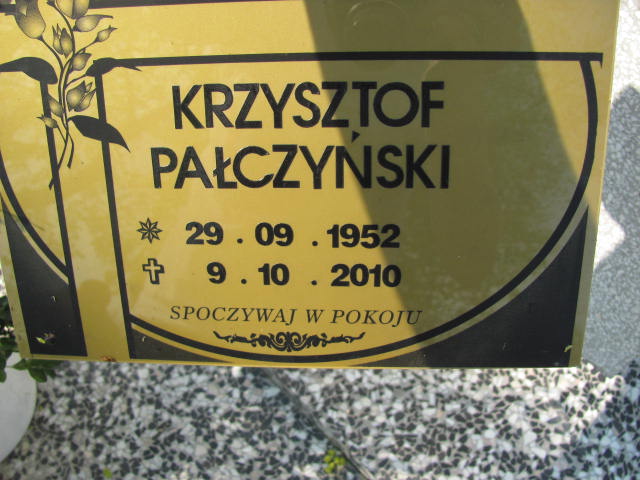 KRZYSZTOF
PAŁCZYŃSKI
29 . 09 . 1952
9 . 10 . 2010
SPOCZYWAJ W POKOJU